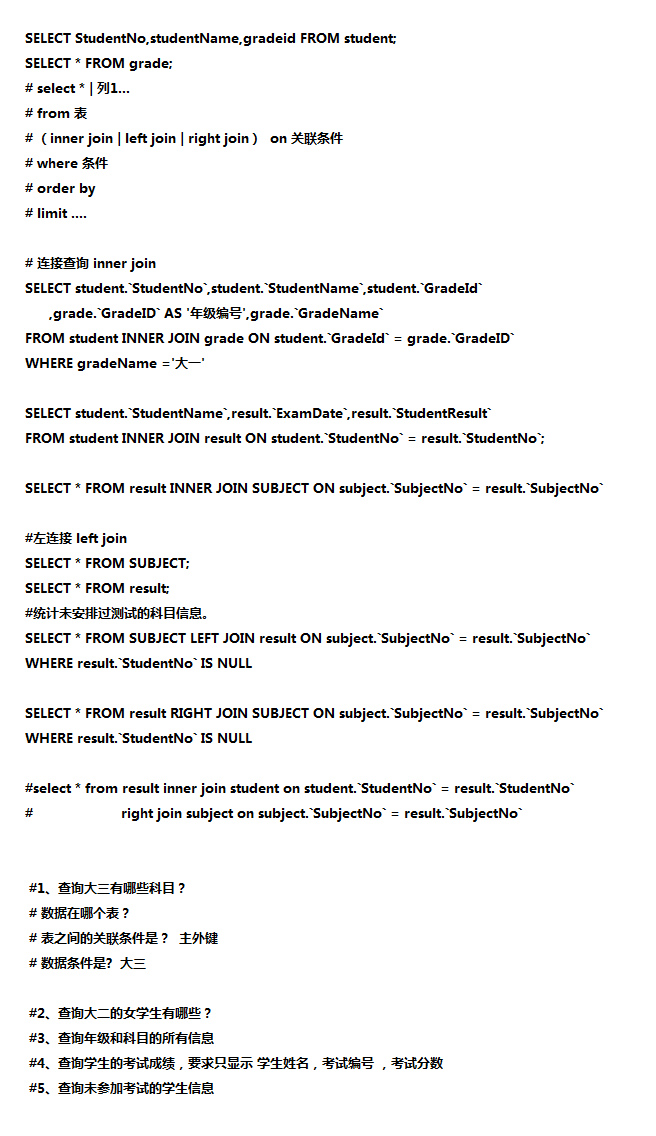 SELECT StudentNo,studentName,gradeid FROM student;
SELECT * FROM grade;
# select * | 列1...
# from 表
# （inner join | left join | right join） on 关联条件
# where 条件
# order by
# limit ....
# 连接查询 inner join
SELECT student.`StudentNo`,student.`StudentName`,student.`GradeId`
,grade.`GradeID` AS '年级编号',grade.`GradeName`
FROM student INNER JOIN grade ON student.`GradeId` = grade.`GradeID`
WHERE gradeName ='大一'
SELECT student.`StudentName`,result.`ExamDate`,result.`StudentResult`
FROM student INNER JOIN result ON student.`StudentNo` = result.`StudentNo`;
SELECT * FROM result INNER JOIN SUBJECT ON subject.`SubjectNo` = result.`SubjectNo`
#左连接 left join
SELECT * FROM SUBJECT;
SELECT * FROM result;
#统计未安排过测试的科目信息。
SELECT * FROM SUBJECT LEFT JOIN result ON subject.`SubjectNo` = result.`SubjectNo`
WHERE result.`StudentNo` IS NULL
SELECT * FROM result RIGHT JOIN SUBJECT ON subject.`SubjectNo` = result.`SubjectNo`
WHERE result.`StudentNo` IS NULL
#select * from result inner join student on student.`StudentNo` = result.`StudentNo`
# right join subject on subject.`SubjectNo` = result.`SubjectNo`
#1、查询大三有哪些科目？
# 数据在哪个表？
# 表之间的关联条件是？ 主外键
# 数据条件是? 大三
#2、查询大二的女学生有哪些？
#3、查询年级和科目的所有信息
#4、查询学生的考试成绩，要求只显示 学生姓名，考试编号 ，考试分数
#5、查询未参加考试的学生信息